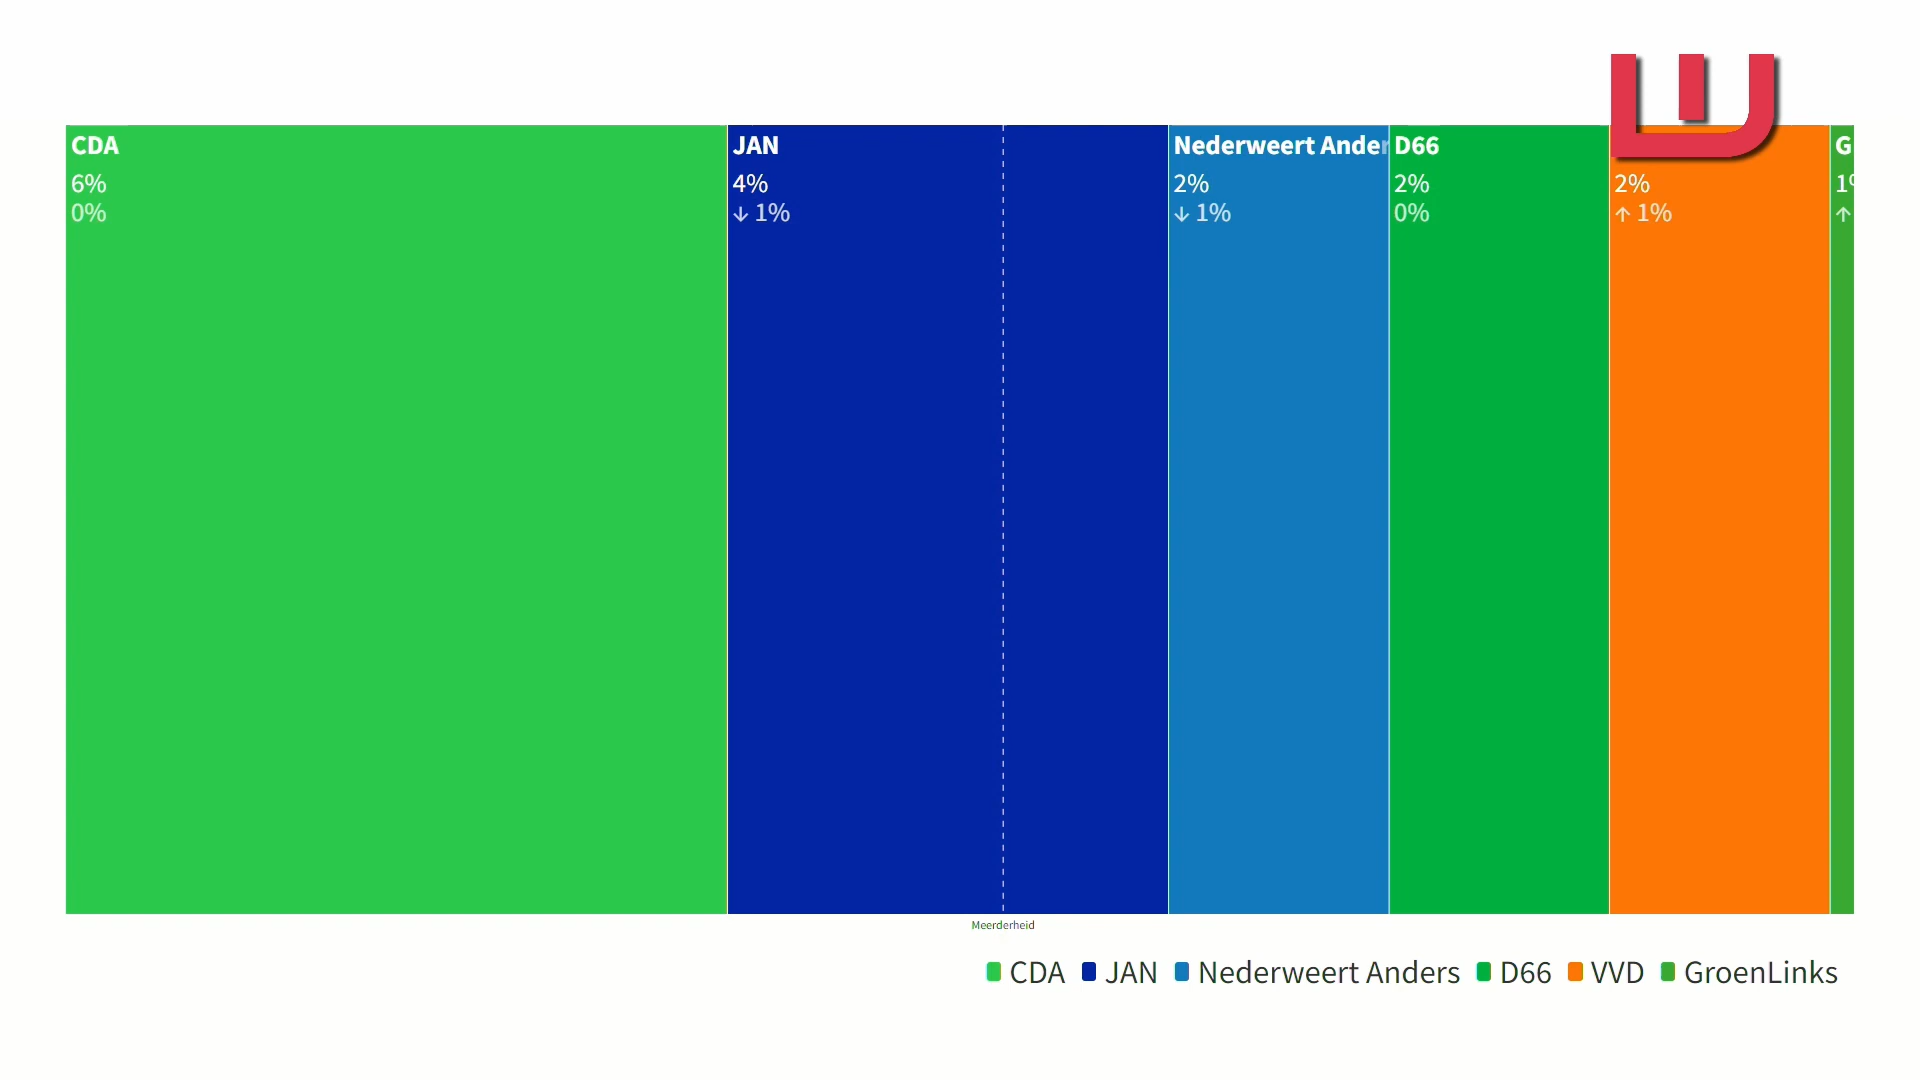 CDA
6%
0%
JAN
4%
↓ 1%
Nederweert Ander
2%
↓ 1%
D66
2%
0%
2%
↑ 1%
G
1%
↑
Meerderheid
CDA JAN Nederweert Anders D66 VVD GroenLinks